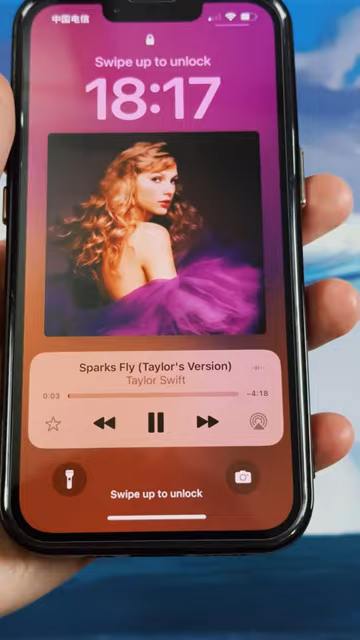 中国电信
Swipe up to unlock
18:17
Sparks Fly (Taylor's Version)
Taylor Swift
0:03
-4:18
Swipe up to unlock